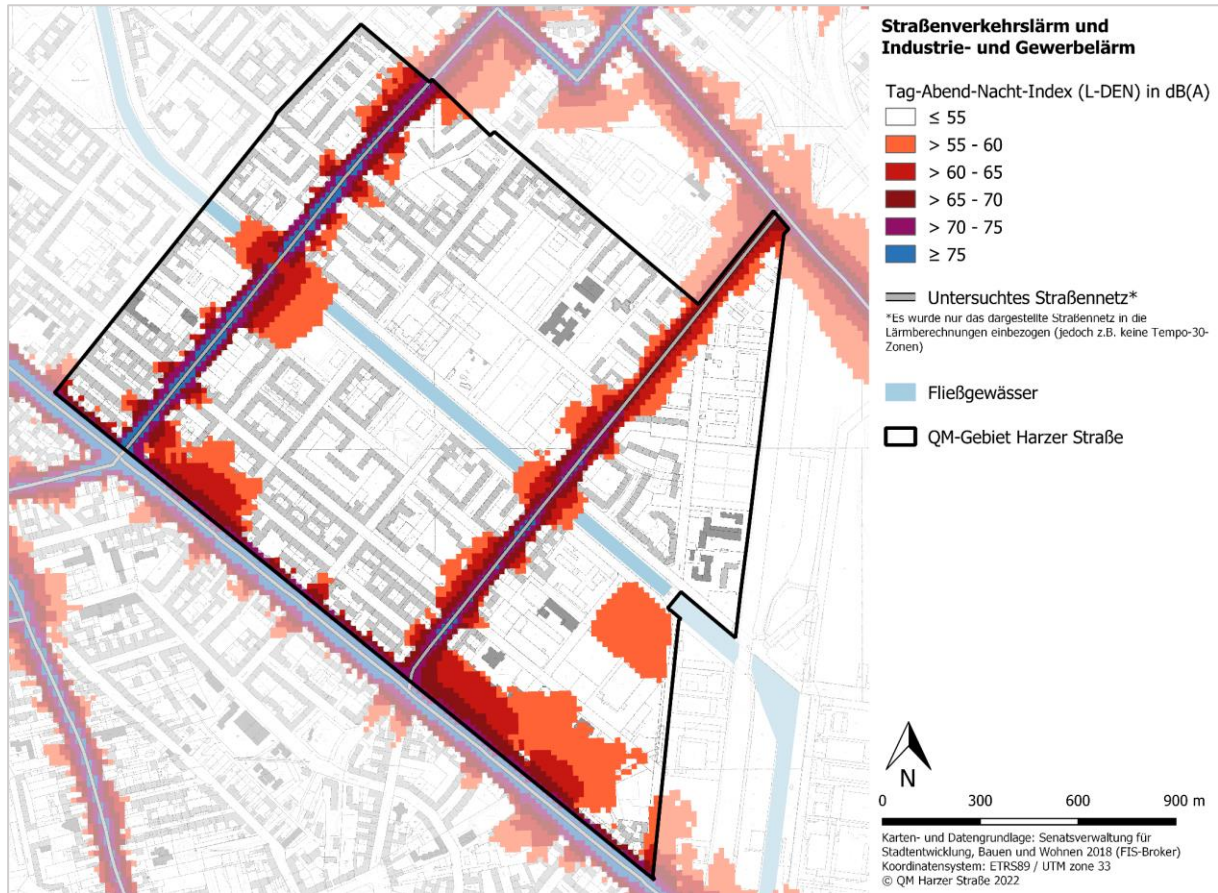 Straßenverkehrslärm und
Industrie- und Gewerbelärm
Tag-Abend-Nacht-Index (L-DEN) in dB(A)
≤ 55
> 55 - 60
> 60 - 65
> 65 - 70
> 70 - 75
≥ 75
Untersuchtes Straßennetz*
*Es wurde nur das dargestellte Straßennetz in die
Lärmberechnungen einbezogen (jedoch z.B. keine Tempo-30-
Zonen)
Fließgewässer
QM-Gebiet Harzer Straße
N
0 300 600 900 m
Karten- und Datengrundlage: Senatsverwaltung für
Stadtentwicklung, Bauen und Wohnen 2018 (FIS-Broker)
Koordinatensystem: ETRS89 / UTM zone 33
© QM Harzer Straße 2022